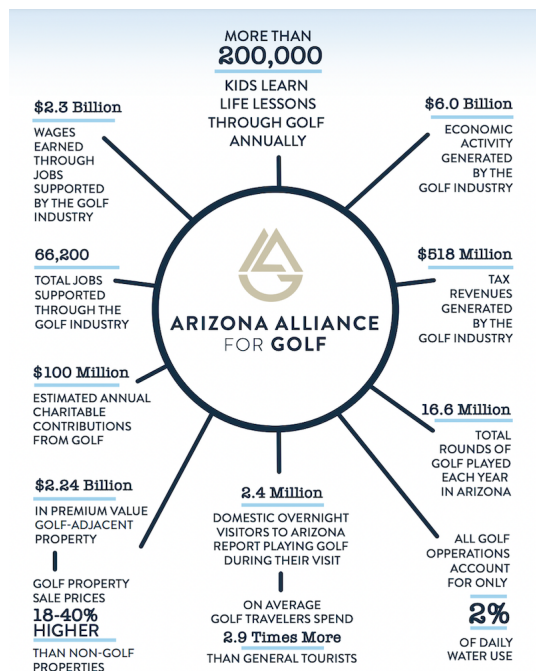 MORE THAN
200,000
KIDS LEARN
LIFE LESSONS
THROUGH GOLF
ANNUALLY
$2.3 Billion
WAGES
EARNED
THROUGH
JOBS
SUPPORTED
BY THE GOLF
INDUSTRY
$6.0 Billion
ECONOMIC
ACTIVITY
GENERATED
BY THE
GOLF INDUSTRY
66,200
TOTAL JOBS
SUPPORTED
THROUGH THE
GOLF INDUSTRY
$518 Million
TAX
REVENUES
GENERATED
BY THE
GOLF INDUSTRY
ARIZONA ALLIANCE
FOR GOLF
$100 Million
ESTIMATED ANNUAL
CHARITABLE
CONTRIBUTIONS
FROM GOLF
16.6 Million
TOTAL
ROUNDS OF
GOLF PLAYED
EACH YEAR
IN ARIZONA
$2.24 Billion
IN PREMIUM VALUE
GOLF-ADJACENT
PROPERTY
GOLF PROPERTY
SALE PRICES
18-40%
HIGHER
THAN NON-GOLF
PROPERTIES
2.4 Million
DOMESTIC OVERNIGHT
VISITORS TO ARIZONA
REPORT PLAYING GOLF
DURING THEIR VISIT
ON AVERAGE
GOLF TRAVELERS SPEND
2.9 Times More
THAN GENERAL TOURISTS
ALL GOLF
OPPERATIONS
ACCOUNT
FOR ONLY
2%
OF DAILY
WATER USE